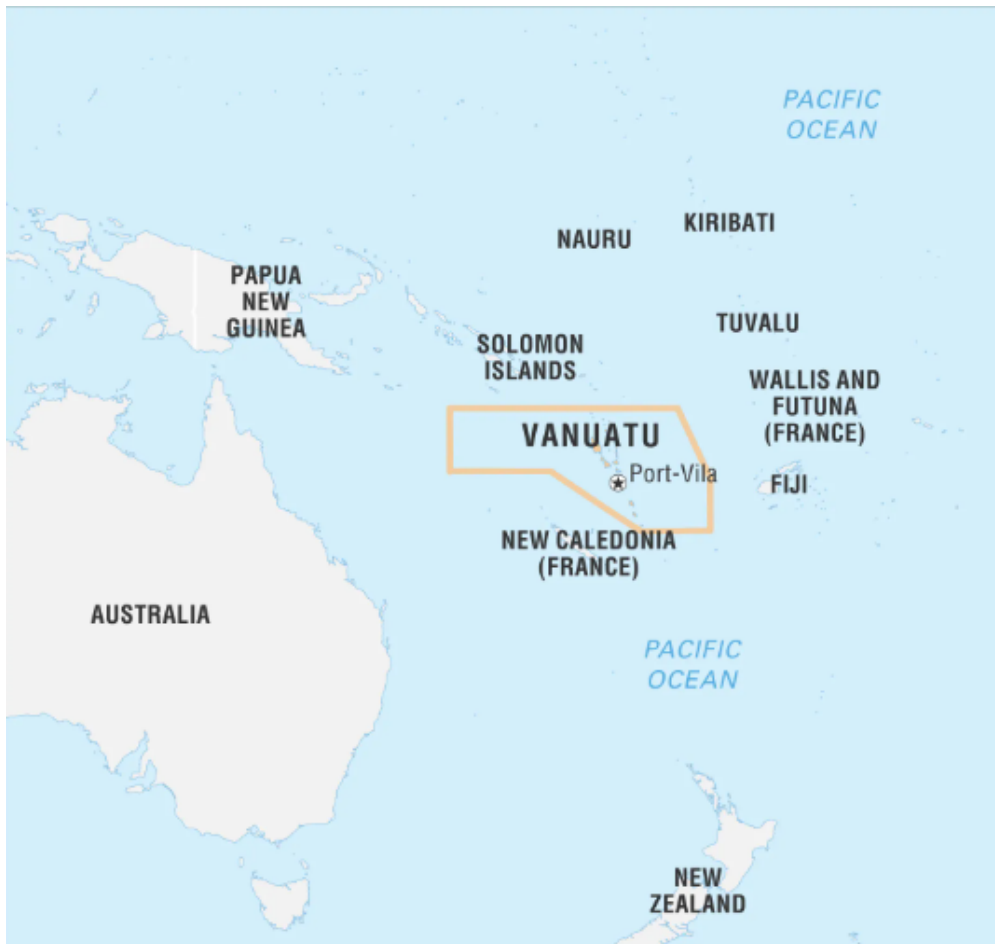 PACIFIC
OCEAN
KIRIBATI
NAURU
PAPUA
NEW
GUINEA
TUVALU
SOLOMON
ISLANDS
WALLIS AND
FUTUNA
(FRANCE)
VANUATU
Port-Vila
FIJI
NEW CALEDONIA
(FRANCE)
AUSTRALIA
PACIFIC
OCEAN
NEW
ZEALAND